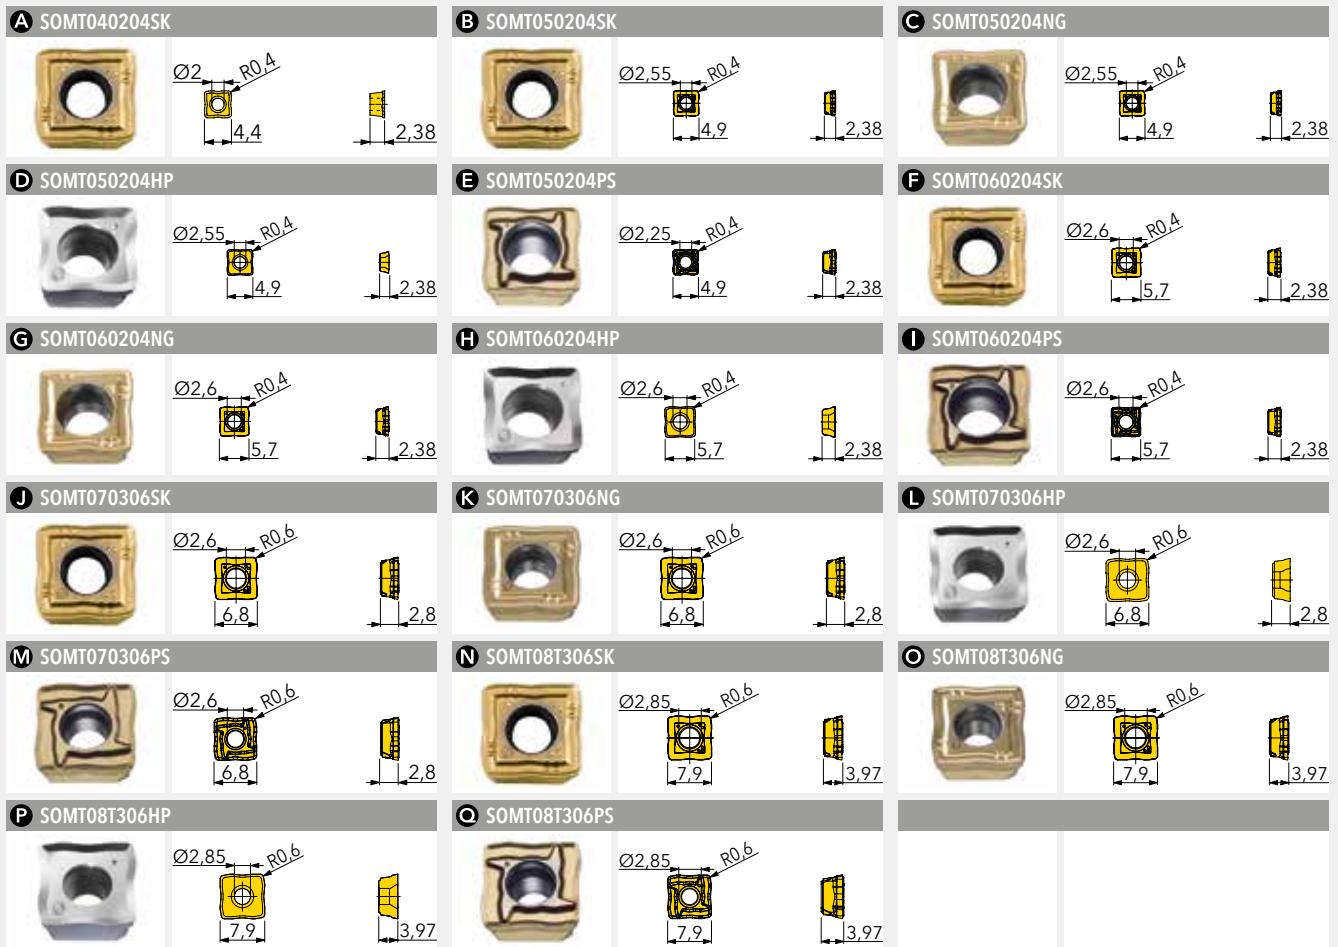 A SOMT040204SK
Ø2
R0,4
4,4
2,38
B SOMT050204SK
Ø2,55
R0,4
4,9
2,38
C SOMT050204NG
Ø2,55
R0,4
4,9
2,38
D SOMT050204HP
Ø2,55
R0,4
4,9
2,38
E SOMT050204PS
Ø2,25
R0,4
4,9
2,38
F SOMT060204SK
Ø2,6
R0,4
5,7
2,38
G SOMT060204NG
Ø2,6
R0,4
5,7
2,38
H SOMT060204HP
Ø2,6
R0,4
5,7
2,38
I SOMT060204PS
Ø2,6
R0,4
5,7
2,38
J SOMT070306SK
Ø2,6
R0,6
6,8
2,8
K SOMT070306NG
Ø2,6
R0,6
6,8
2,8
L SOMT070306HP
Ø2,6
R0,6
6,8
2,8
M SOMT070306PS
Ø2,6
R0,6
6,8
2,8
N SOMT08T306SK
Ø2,85
R0,6
7,9
3,97
O SOMT08T306NG
Ø2,85
R0,6
7,9
3,97
P SOMT08T306HP
Ø2,85
R0,6
7,9
3,97
Q SOMT08T306PS
Ø2,85
R0,6
7,9
3,97